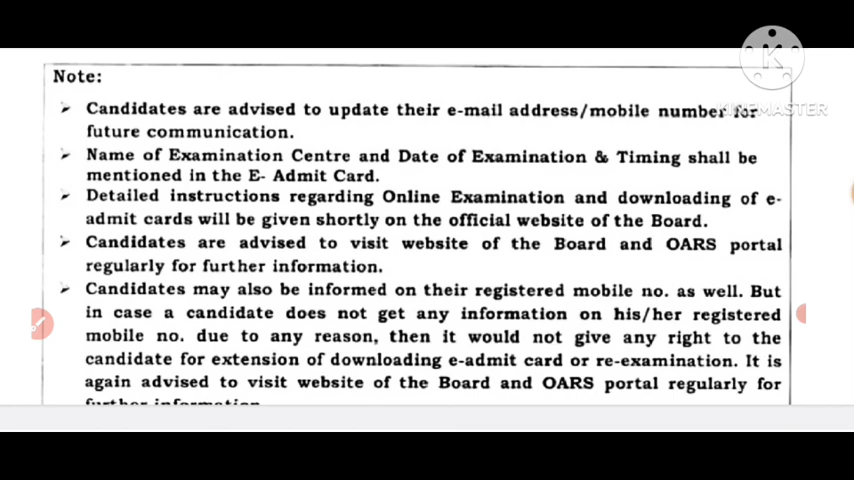 Note:
➢ Candidates are advised to update their e-mail address/mobile number for
future communication.
➢ Name of Examination Centre and Date of Examination & Timing shall be
mentioned in the E- Admit Card.
➢ Detailed instructions regarding Online Examination and downloading of e-
admit cards will be given shortly on the official website of the Board.
➢ Candidates are advised to visit website of the Board and OARS portal
regularly for further information.
➢ Candidates may also be informed on their registered mobile no. as well. But
in case a candidate does not get any information on his/her registered
mobile no. due to any reason, then it would not give any right to the
candidate for extension of downloading e-admit card or re-examination. It is
again advised to visit website of the Board and OARS portal regularly for
further information.
K
KINEMASTER